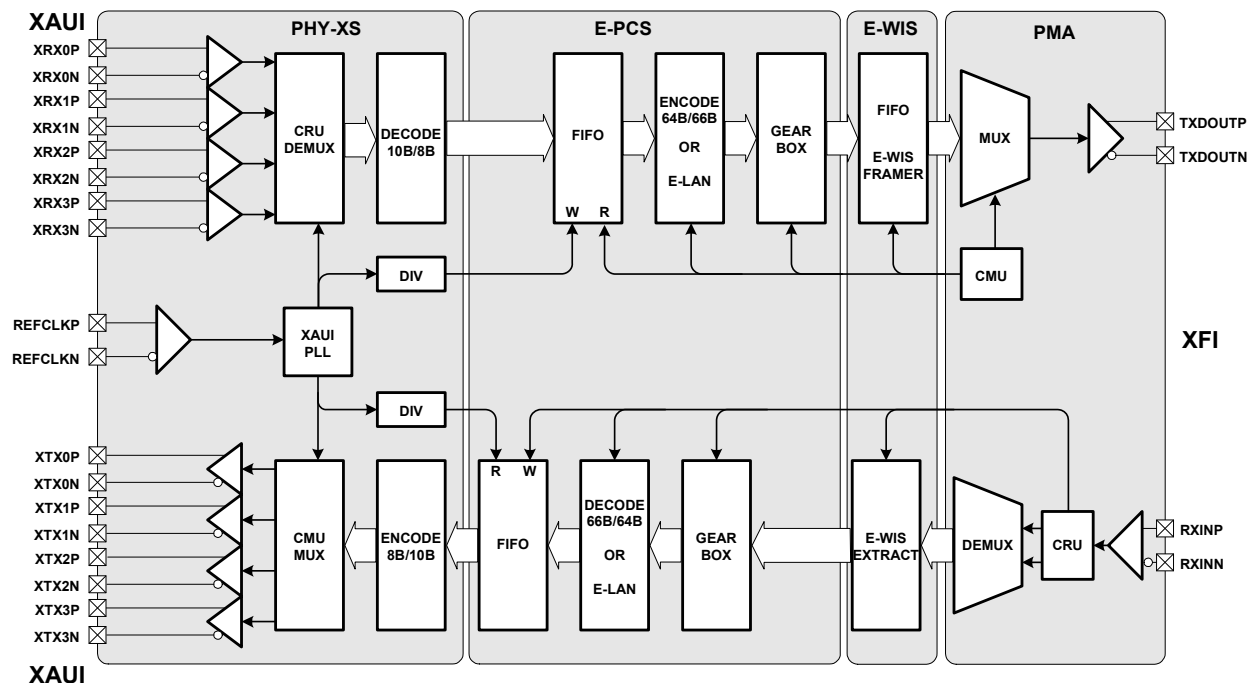 XAUI
PHY-XS
E-PCS
E-WIS
PMA
XRX0P
XRX0N
XRX1P
XRX1N
XRX2P
XRX2N
XRX3P
XRX3N
CRU
DEMUX
DECODE
10B/8B
FIFO
W R
ENCODE
64B/66B
OR
E-LAN
GEAR
BOX
FIFO
E-WIS
FRAMER
MUX
TXDOUTP
TXDOUTN
DIV
CMU
REFCLKP
REFCLKN
XAUI
PLL
XFI
DIV
XTX0P
XTX0N
XTX1P
XTX1N
XTX2P
XTX2N
XTX3P
XTX3N
CMU
MUX
ENCODE
8B/10B
R W
FIFO
DECODE
66B/64B
OR
E-LAN
GEAR
BOX
E-WIS
EXTRACT
DEMUX
CRU
RXINP
RXINN
XAUI